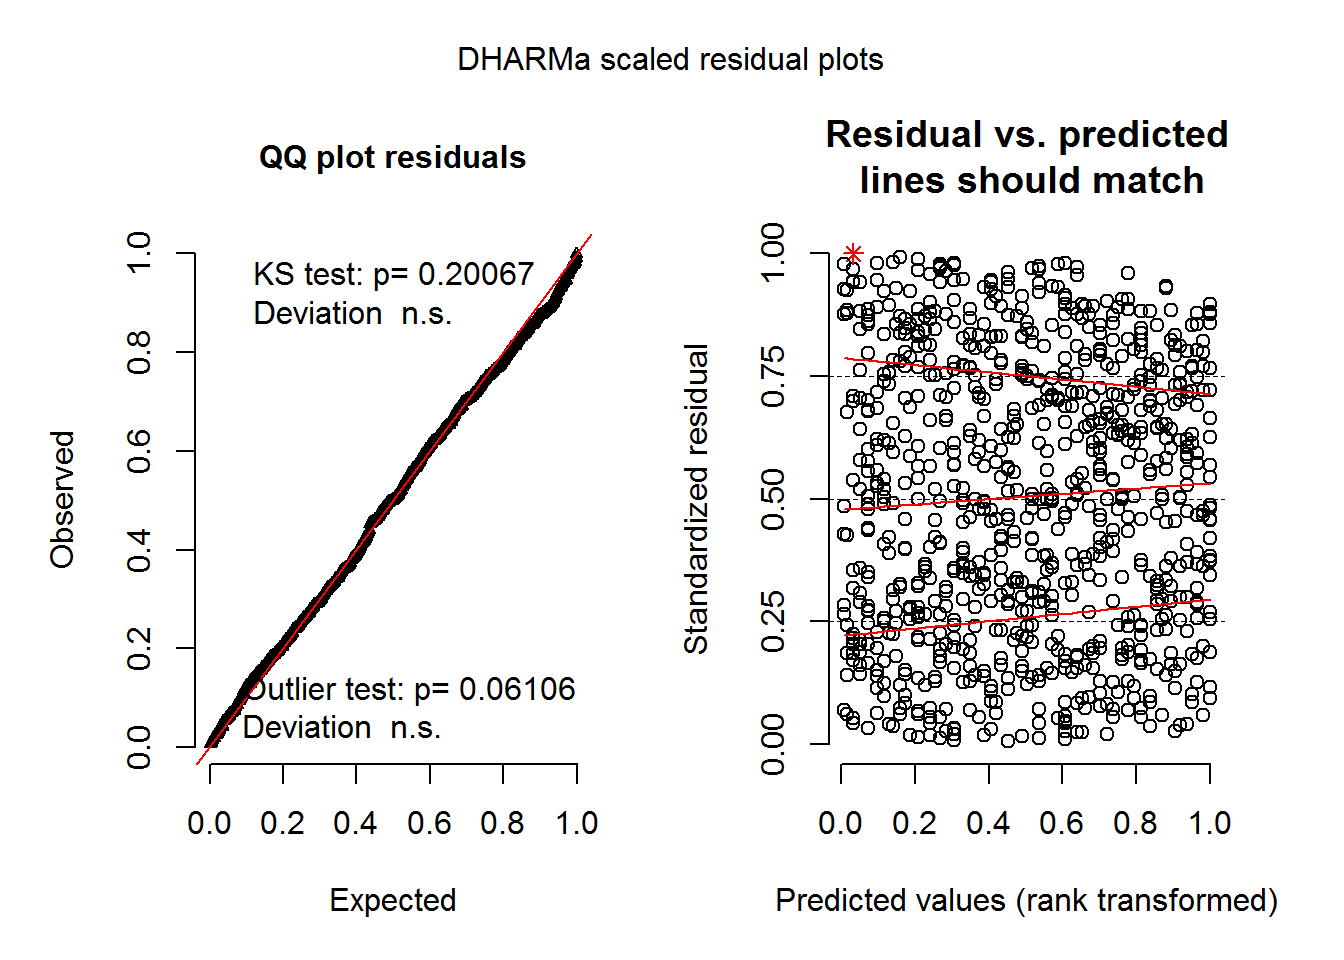 DHARMa scaled residual plots
QQ plot residuals
KS test: p= 0.20067
Deviation  n.s.
Outlier test: p= 0.06106
Deviation  n.s.
Observed
0.0 0.2 0.4 0.6 0.8 1.0
0.0 0.2 0.4 0.6 0.8 1.0
Expected
Residual vs. predicted
lines should match
Standardized residual
0.00 0.25 0.50 0.75 1.00
0.0 0.2 0.4 0.6 0.8 1.0
Predicted values (rank transformed)